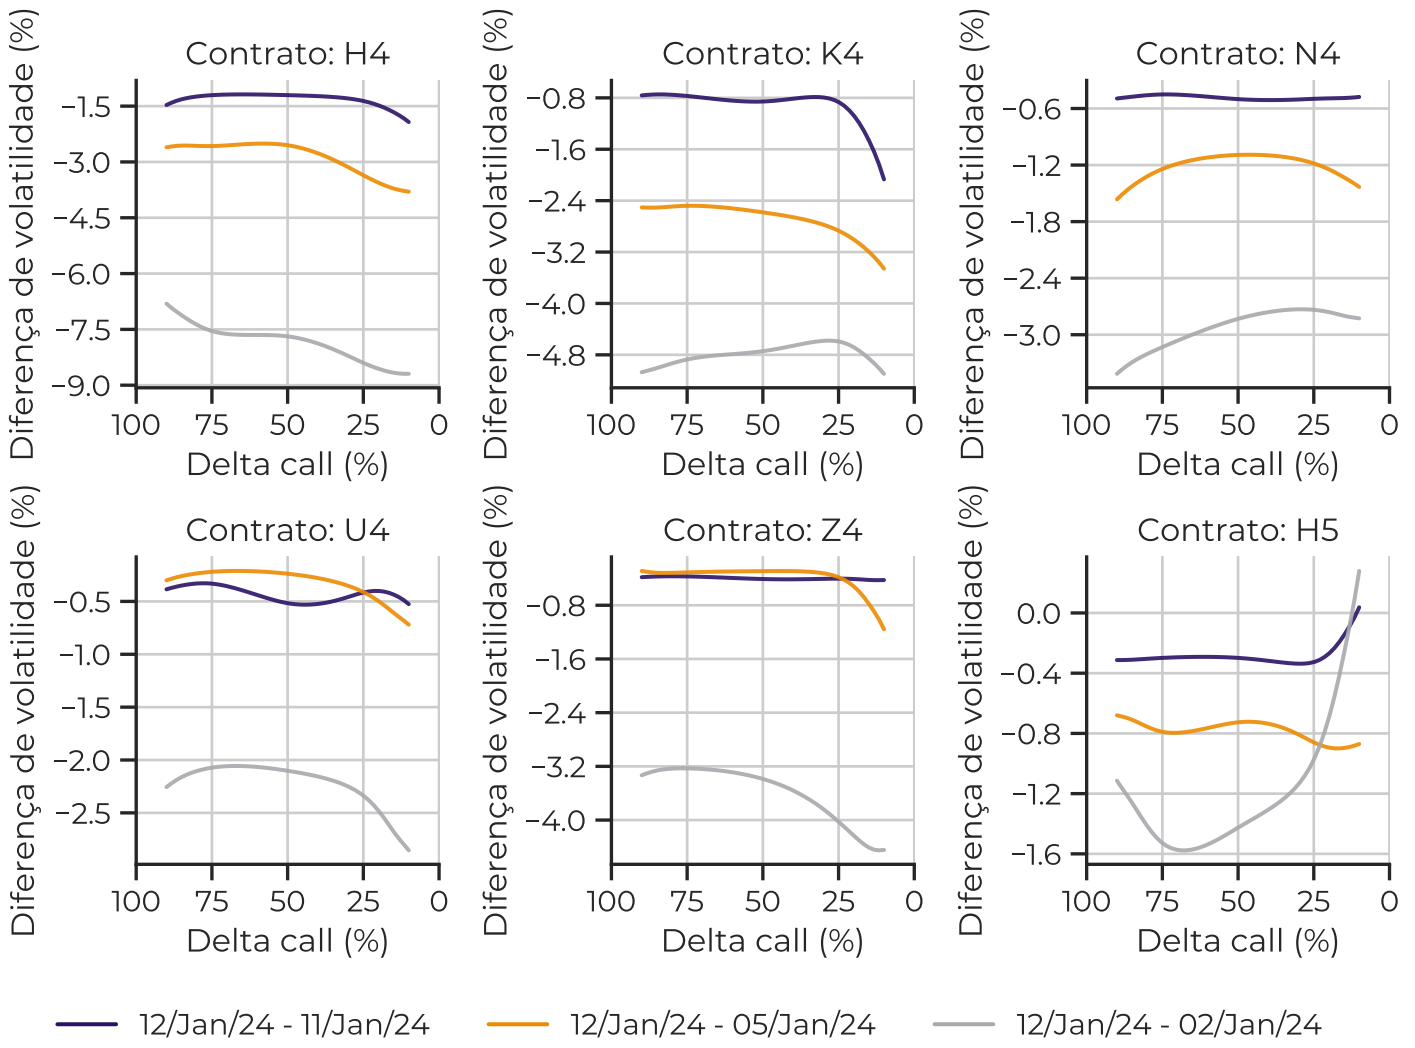 Contrato: H4
Diferença de volatilidade (%)
−1.5
−3.0
−4.5
−6.0
−7.5
−9.0
100 75 50 25 0
Delta call (%)
Contrato: K4
Diferença de volatilidade (%)
−0.8
−1.6
−2.4
−3.2
−4.0
−4.8
100 75 50 25 0
Delta call (%)
Contrato: N4
Diferença de volatilidade (%)
−0.6
−1.2
−1.8
−2.4
−3.0
100 75 50 25 0
Delta call (%)
Contrato: U4
Diferença de volatilidade (%)
−0.5
−1.0
−1.5
−2.0
−2.5
100 75 50 25 0
Delta call (%)
Contrato: Z4
Diferença de volatilidade (%)
−0.8
−1.6
−2.4
−3.2
−4.0
100 75 50 25 0
Delta call (%)
Contrato: H5
Diferença de volatilidade (%)
0.0
−0.4
−0.8
−1.2
−1.6
100 75 50 25 0
Delta call (%)
12/Jan/24 - 11/Jan/24 12/Jan/24 - 05/Jan/24 12/Jan/24 - 02/Jan/24